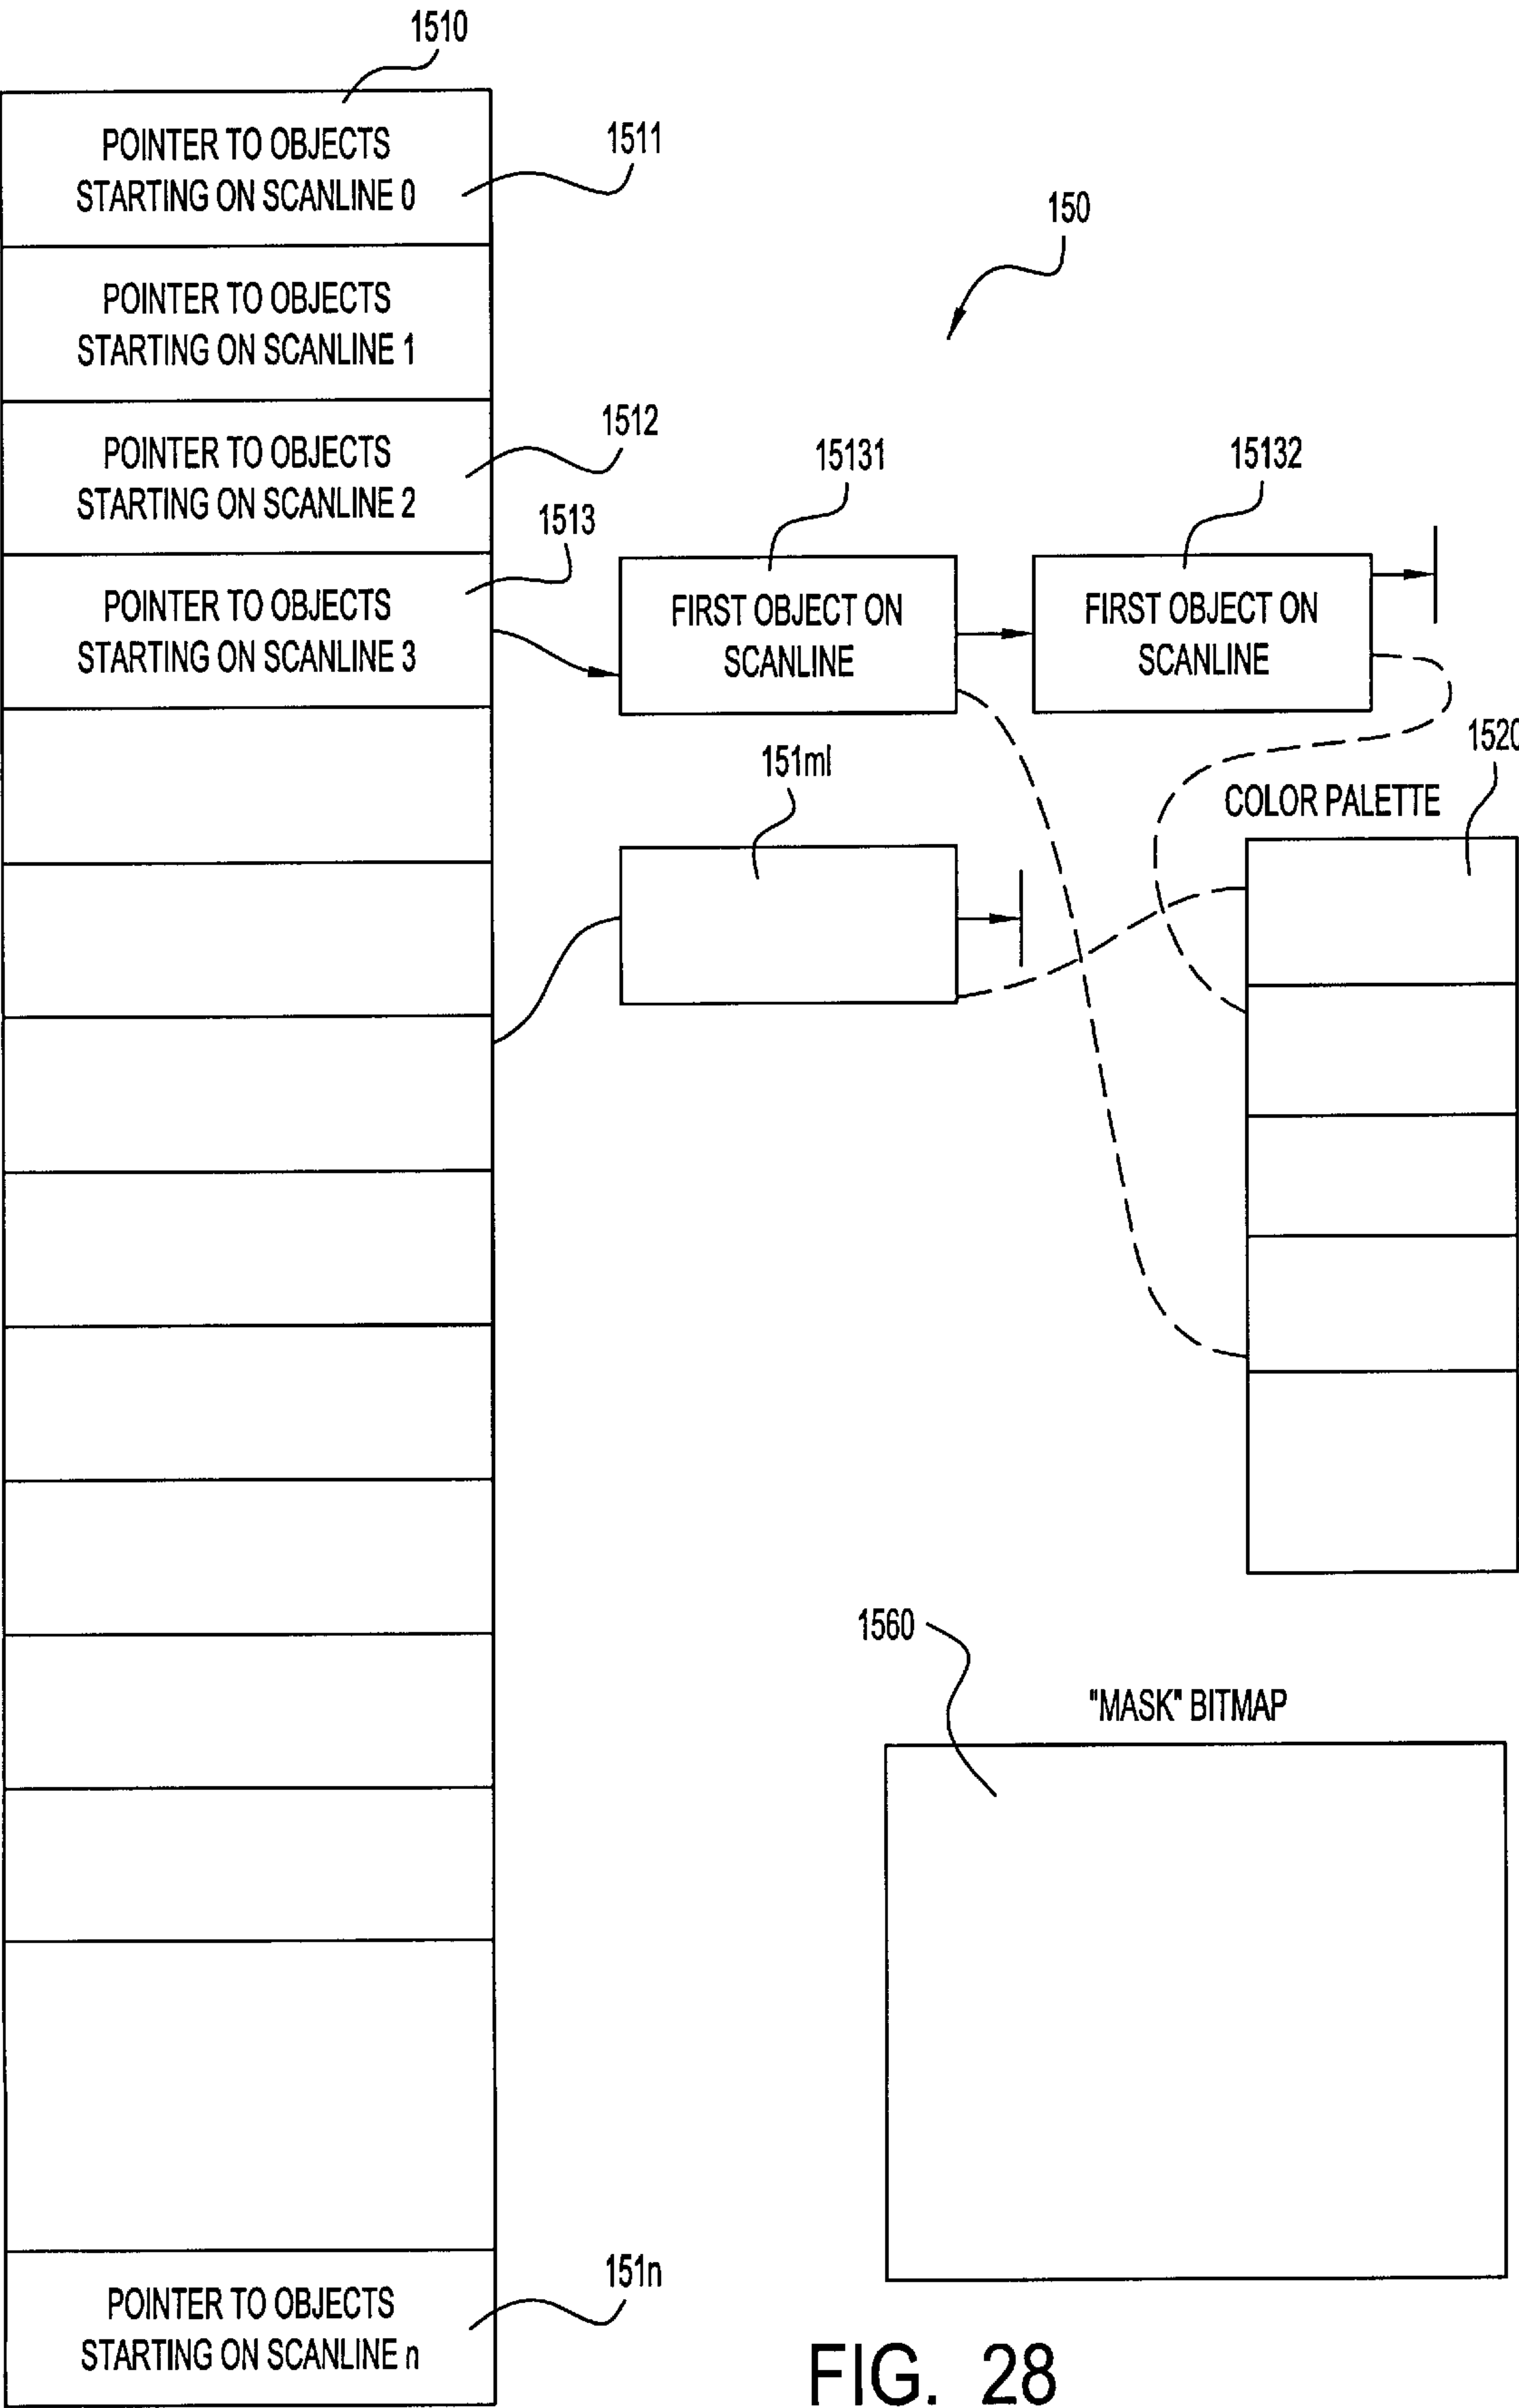 1510
POINTER TO OBJECTS
STARTING ON SCANLINE 0
1511
POINTER TO OBJECTS
STARTING ON SCANLINE 1
150
POINTER TO OBJECTS
STARTING ON SCANLINE 2
1512
POINTER TO OBJECTS
STARTING ON SCANLINE 3
1513
15131
FIRST OBJECT ON
SCANLINE
15132
FIRST OBJECT ON
SCANLINE
151ml
COLOR PALETTE
1520
1560
"MASK" BITMAP
POINTER TO OBJECTS
STARTING ON SCANLINE n
151n
FIG. 28